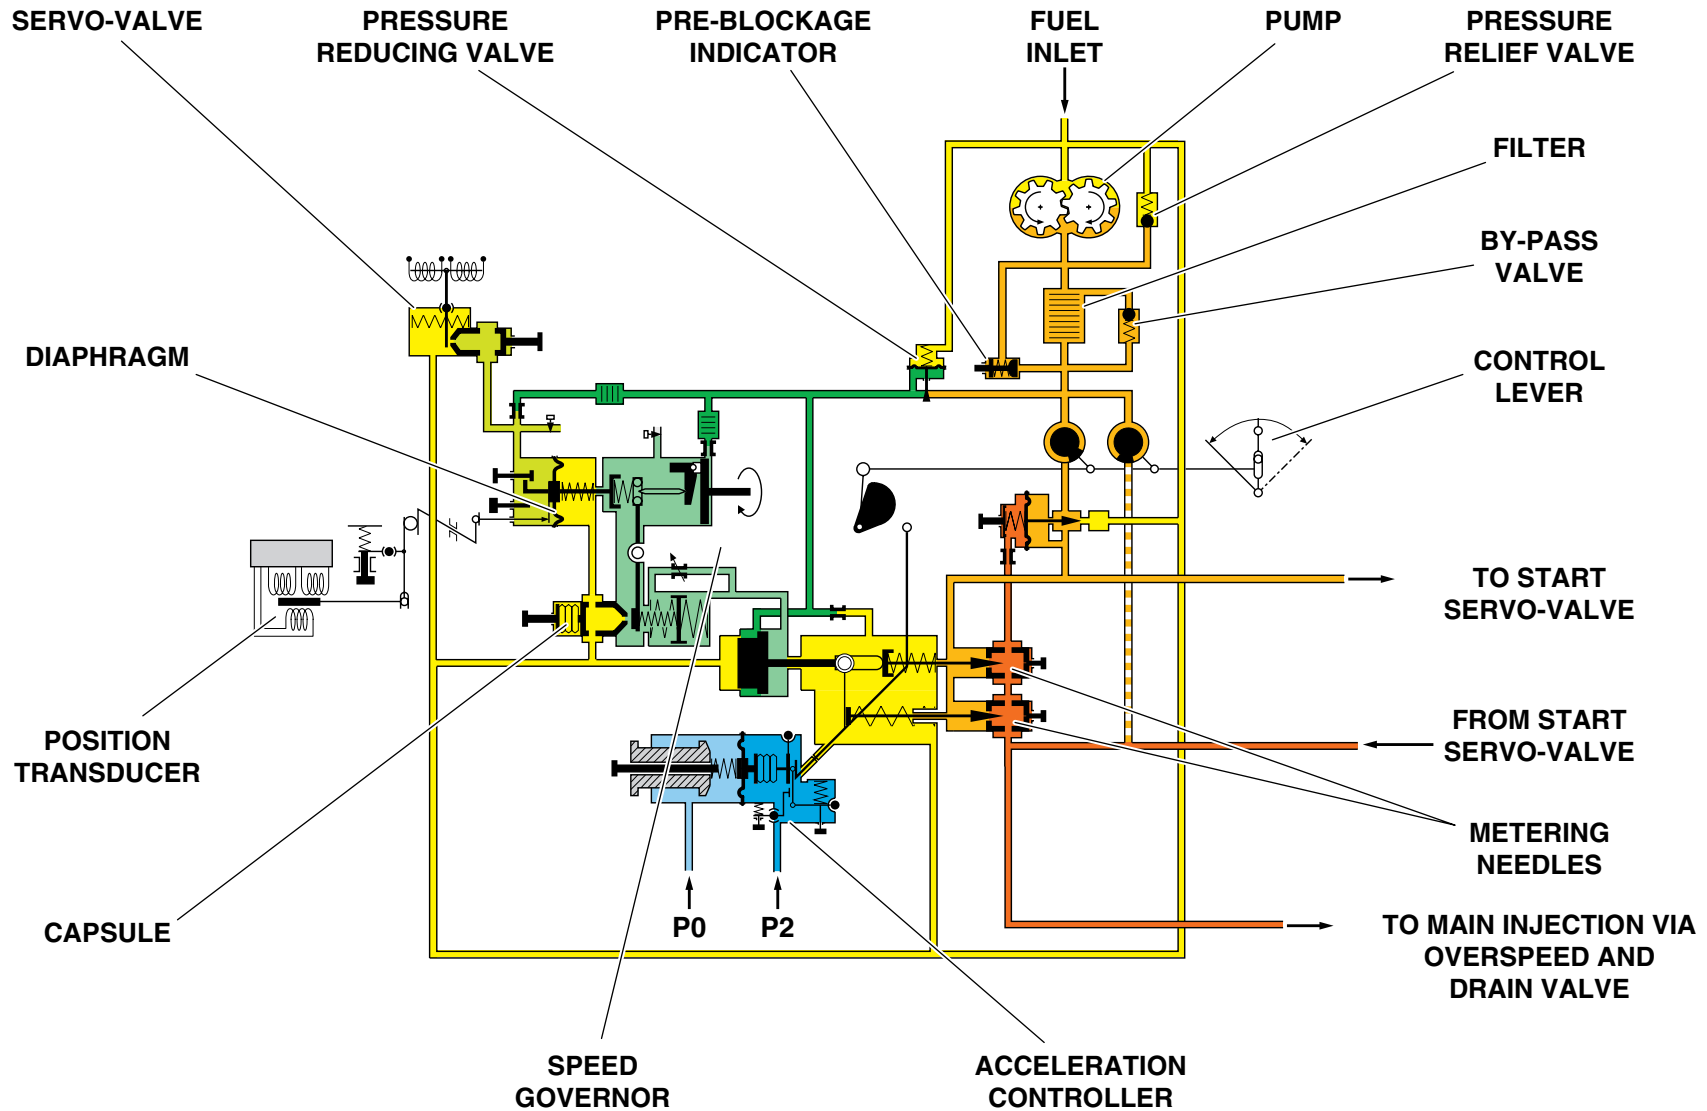 SERVO-VALVE
PRESSURE
REDUCING VALVE
PRE-BLOCKAGE
INDICATOR
FUEL
INLET
PUMP
PRESSURE
RELIEF VALVE
FILTER
BY-PASS
VALVE
DIAPHRAGM
CONTROL
LEVER
TO START
SERVO-VALVE
POSITION
TRANSDUCER
FROM START
SERVO-VALVE
METERING
NEEDLES
CAPSULE
P0
P2
TO MAIN INJECTION VIA
OVERSPEED AND
DRAIN VALVE
SPEED
GOVERNOR
ACCELERATION
CONTROLLER